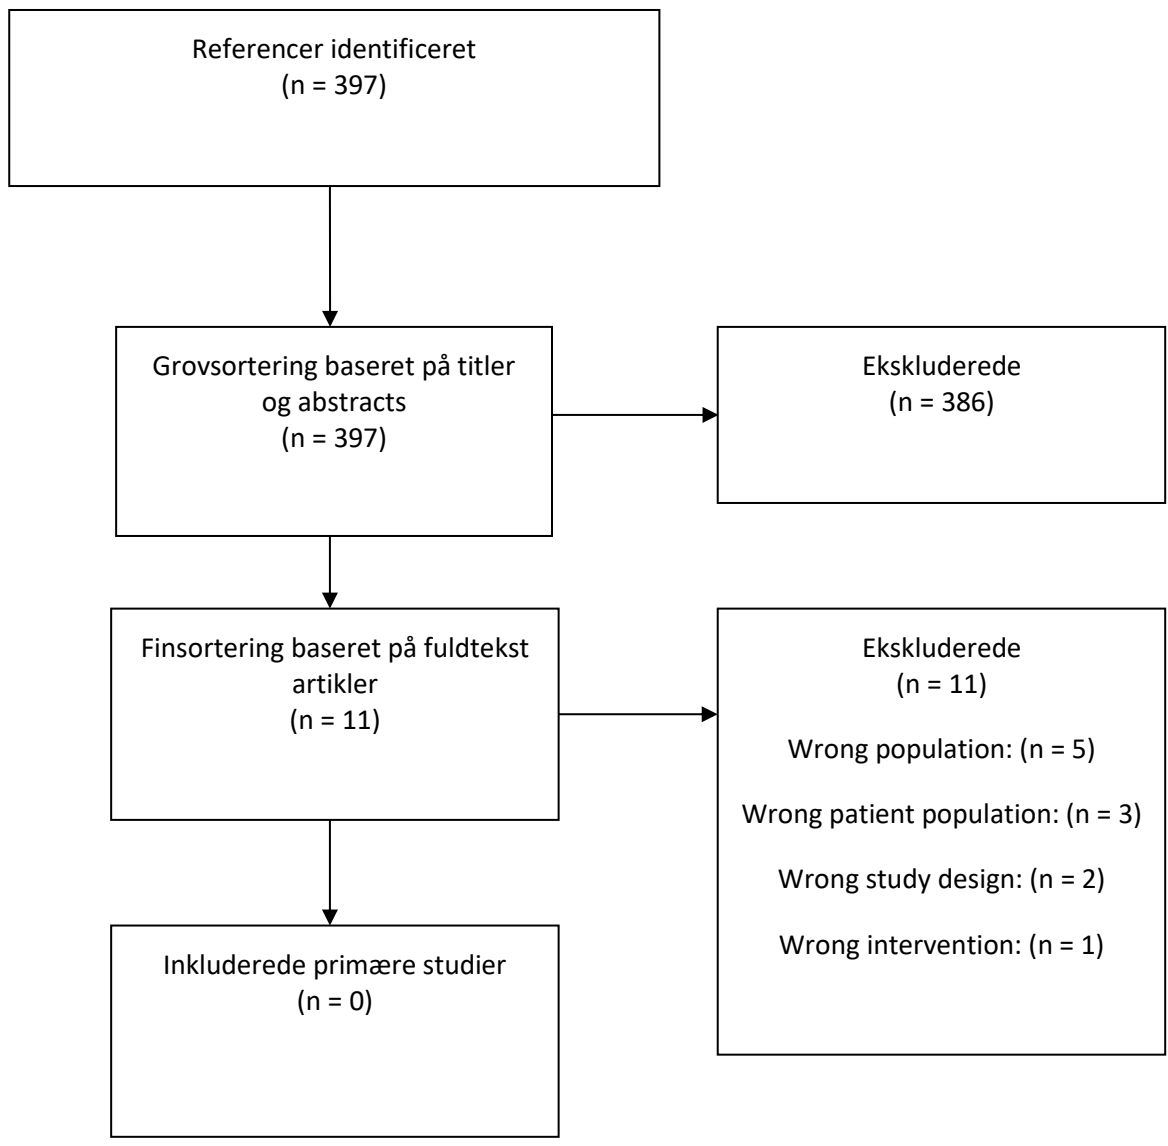 Referencer identificeret
(n = 397)
Grovsortering baseret på titler
og abstracts
(n = 397)
Ekskluderede
(n = 386)
Finsortering baseret på fuldtekst
artikler
(n = 11)
Ekskluderede
(n = 11)
Wrong population: (n = 5)
Wrong patient population: (n = 3)
Wrong study design: (n = 2)
Wrong intervention: (n = 1)
Inkluderede primære studier
(n = 0)